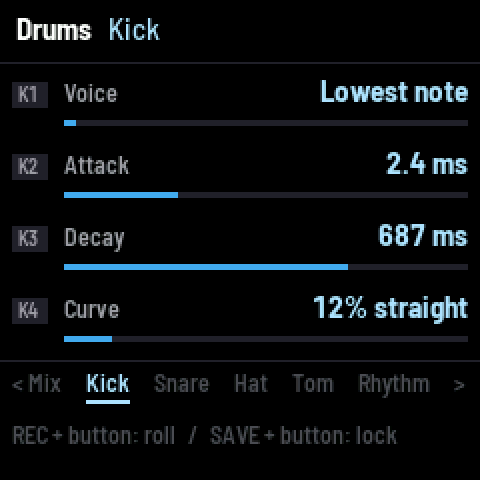 Drums Kick
K1 Voice Lowest note
K2 Attack 2.4 ms
K3 Decay 687 ms
K4 Curve 12% straight
< Mix Kick Snare Hat Tom Rhythm >
REC+ button: roll / SAVE+ button: lock